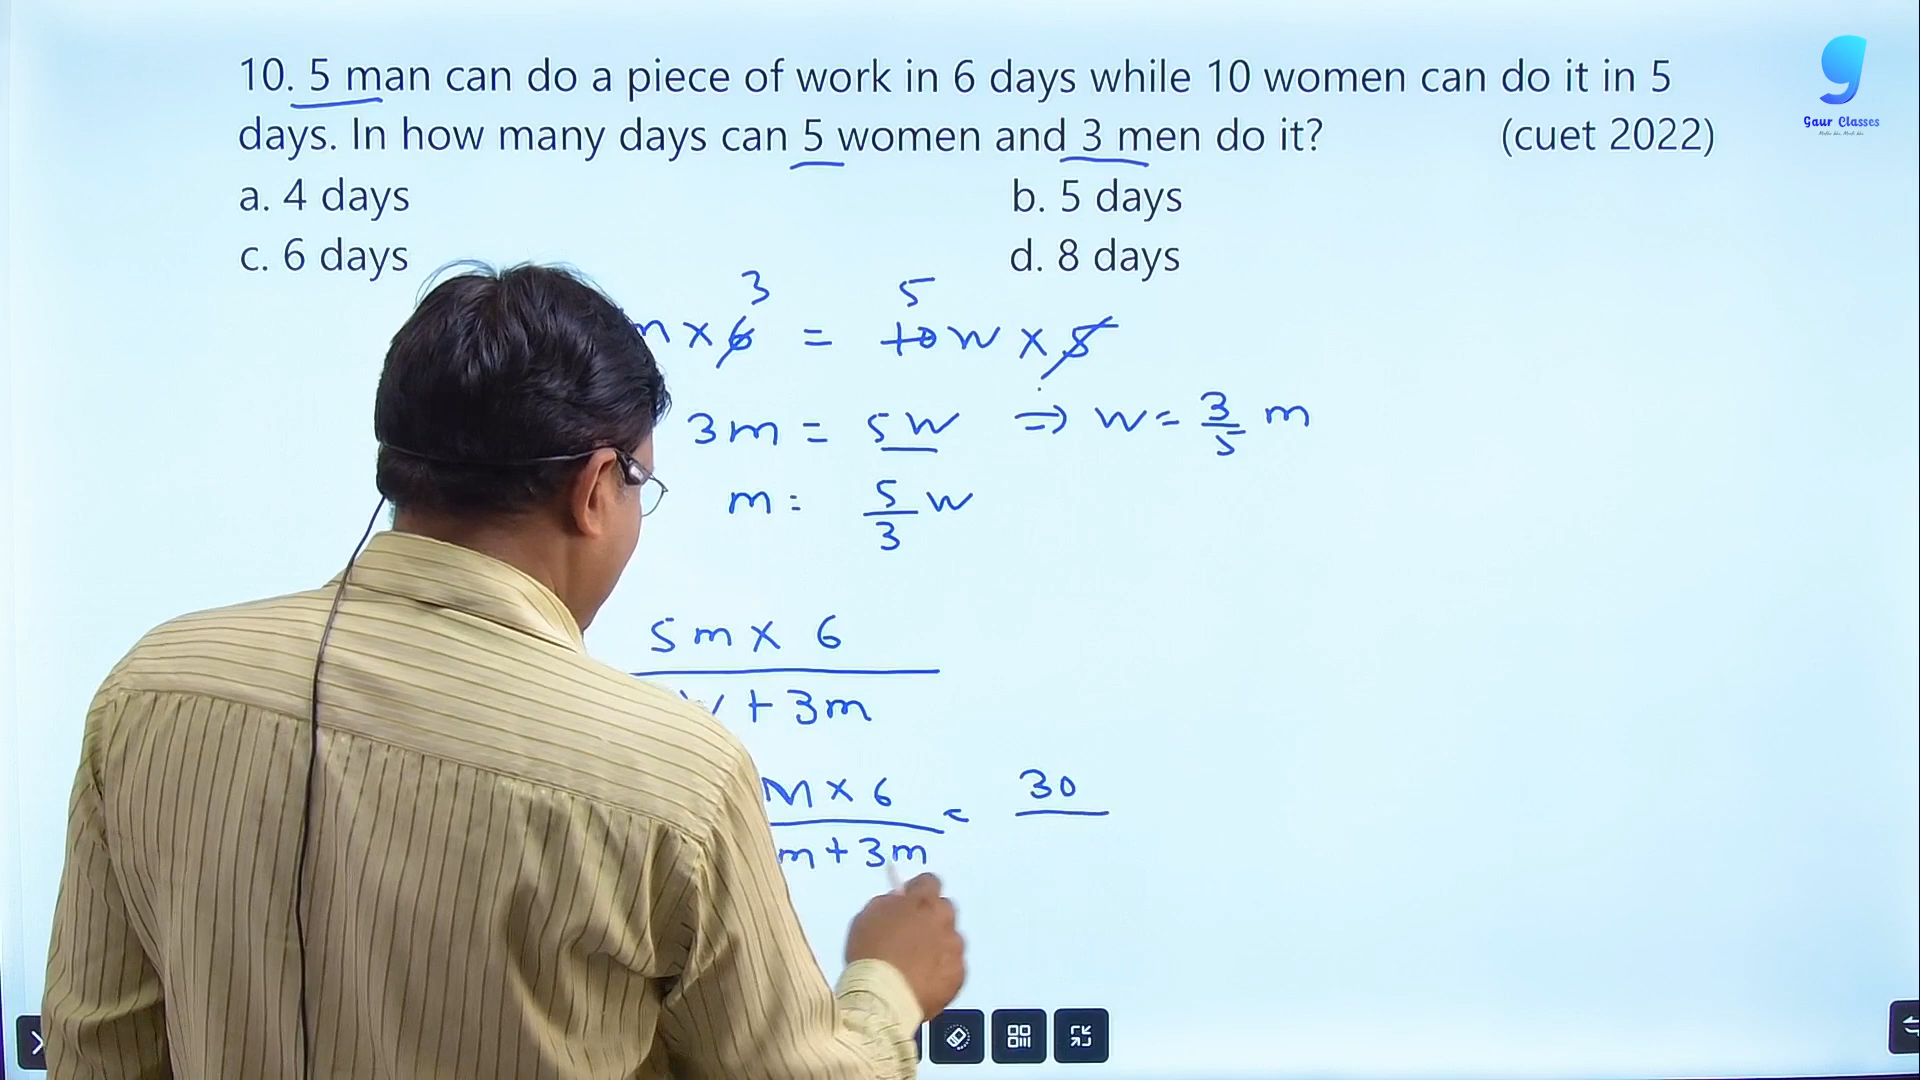 10. 5 man can do a piece of work in 6 days while 10 women can do it in 5
days. In how many days can 5 women and 3 men do it? (cuet 2022)
a. 4 days b. 5 days
c. 6 days d. 8 days
g
Gaur Classes
3 5
m × 6 = 10 w × 5
3m = 5w ⇒ w = 3/5 m
m = 5/3 w
5m × 6
+ 3m
m × 6 = 30
m + 3m